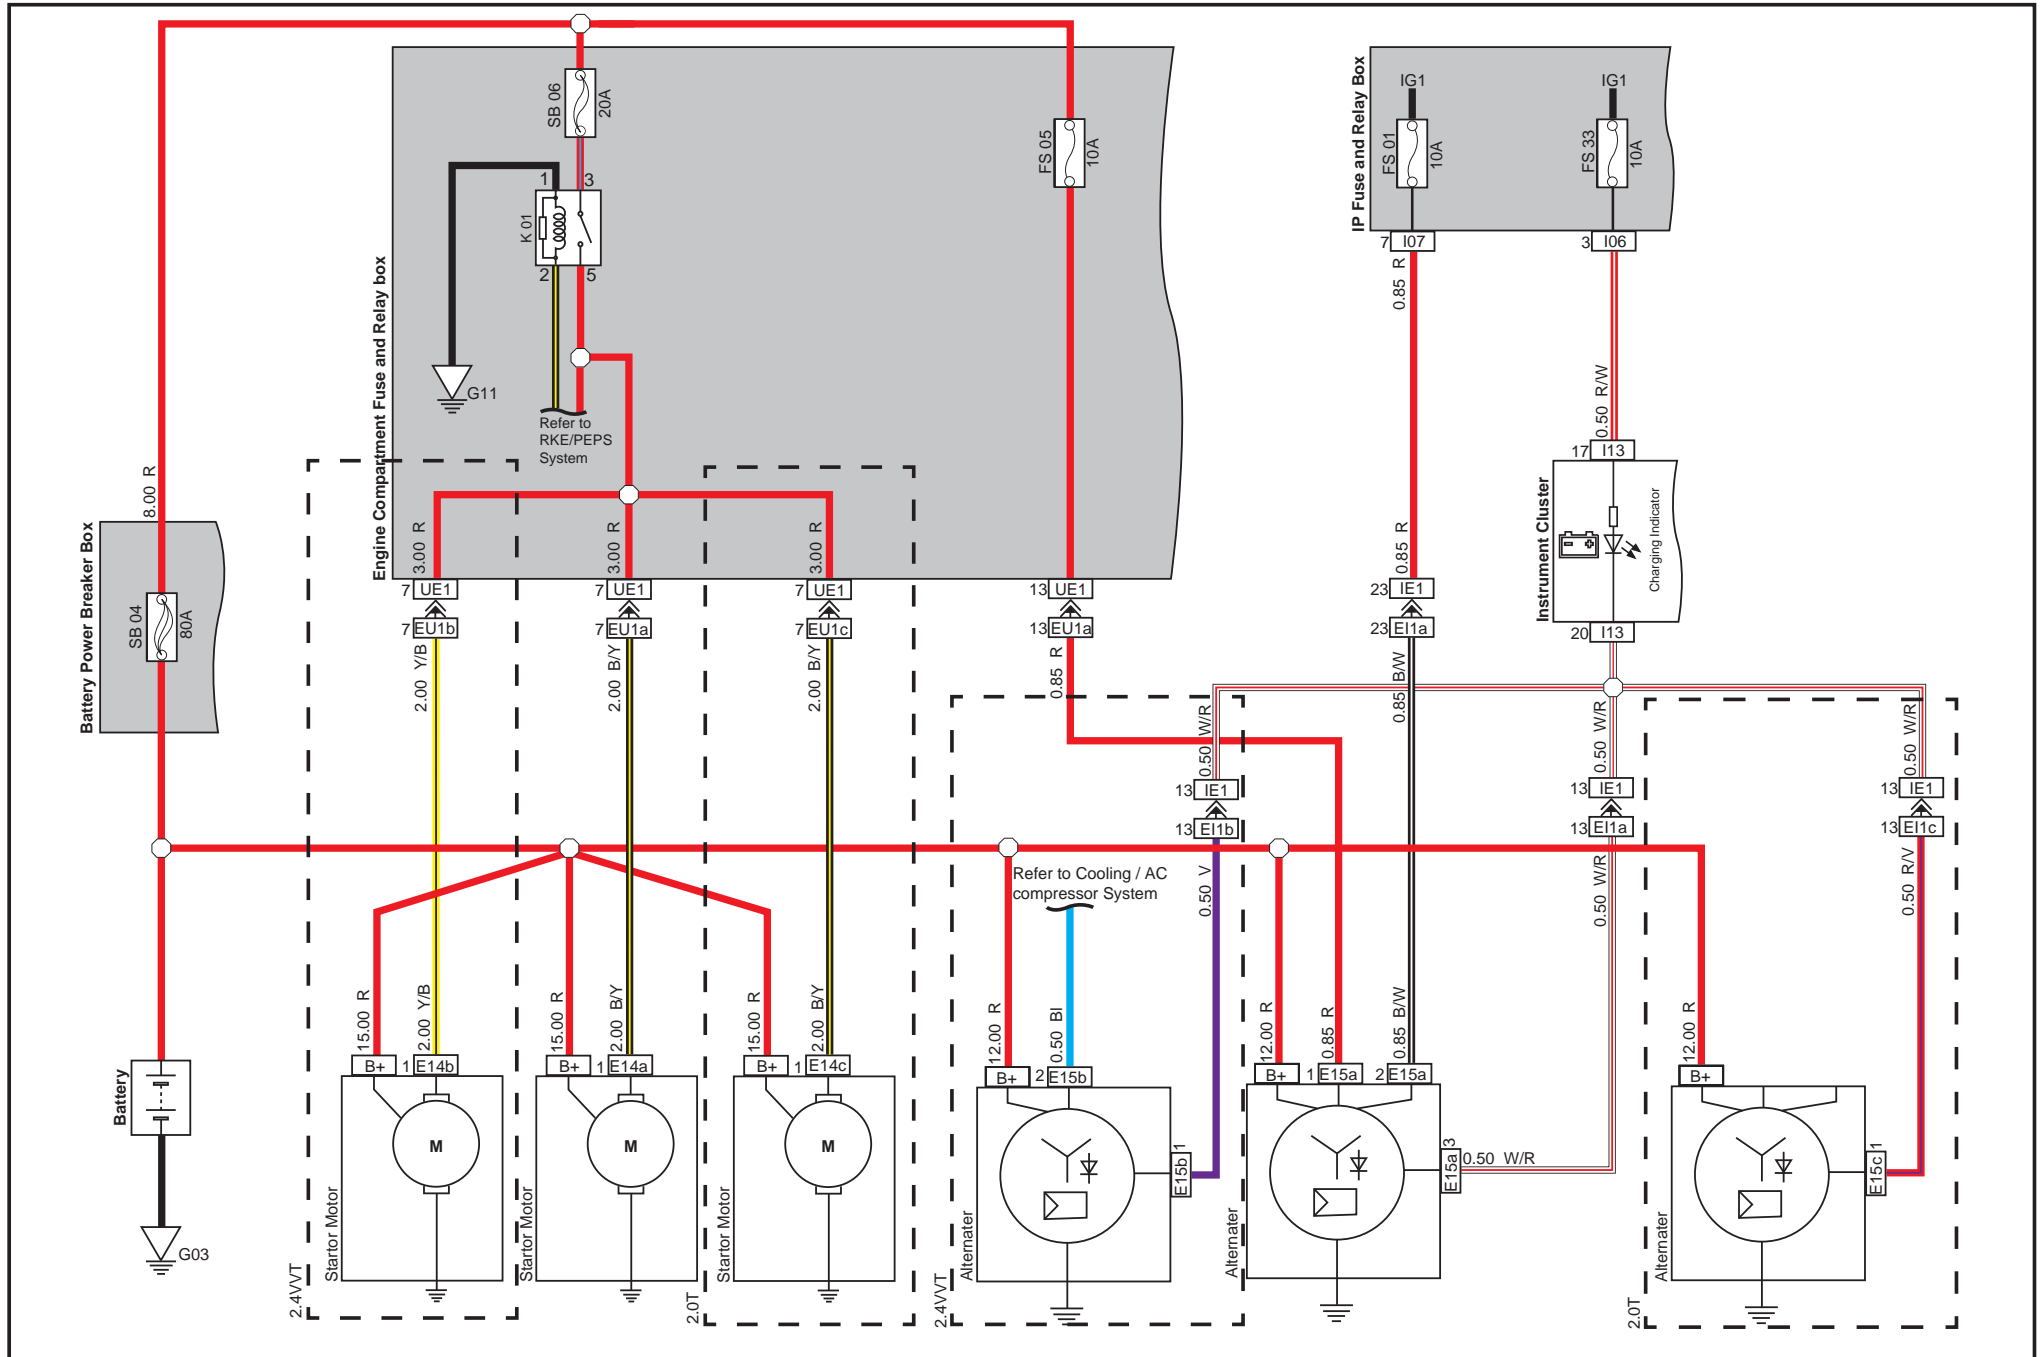 SB 06
20A
FS 05
10A
IP Fuse and Relay Box
IG1
IG1
FS 01
10A
FS 33
10A
1
3
K 01
2
5
7
I07
3
I06
0.85 R
Engine Compartment Fuse and Relay box
G11
Refer to
RKE/PEPS
System
0.50 R/W
17
I13
8.00 R
Battery Power Breaker Box
SB 04
80A
3.00 R
3.00 R
3.00 R
0.85 R
Instrument Cluster
Charging Indicator
7
UE1
7
UE1
7
UE1
13
UE1
23
IE1
7
EU1b
7
EU1a
7
EU1c
13
EU1a
23
EI1a
20
I13
2.00 Y/B
2.00 B/Y
2.00 B/Y
0.85 R
0.85 B/W
0.50 W/R
0.50 W/R
0.50 W/R
13
IE1
13
IE1
13
IE1
13
EI1b
13
EI1a
13
EI1c
Refer to Cooling / AC
compressor System
0.50 V
0.50 W/R
0.50 R/V
15.00 R
2.00 Y/B
15.00 R
2.00 B/Y
15.00 R
2.00 B/Y
12.00 R
0.50 Bl
12.00 R
0.85 R
0.85 B/W
12.00 R
B+
1
E14b
B+
1
E14a
B+
1
E14c
B+
2
E15b
B+
1
E15a
2
E15a
B+
Battery
M
M
M
E15b
1
E15a
3
0.50 W/R
E15c
1
G03
Startor Motor
2.4VVT
Startor Motor
Startor Motor
2.0T
Alternater
2.4VVT
Alternater
Alternater
2.0T